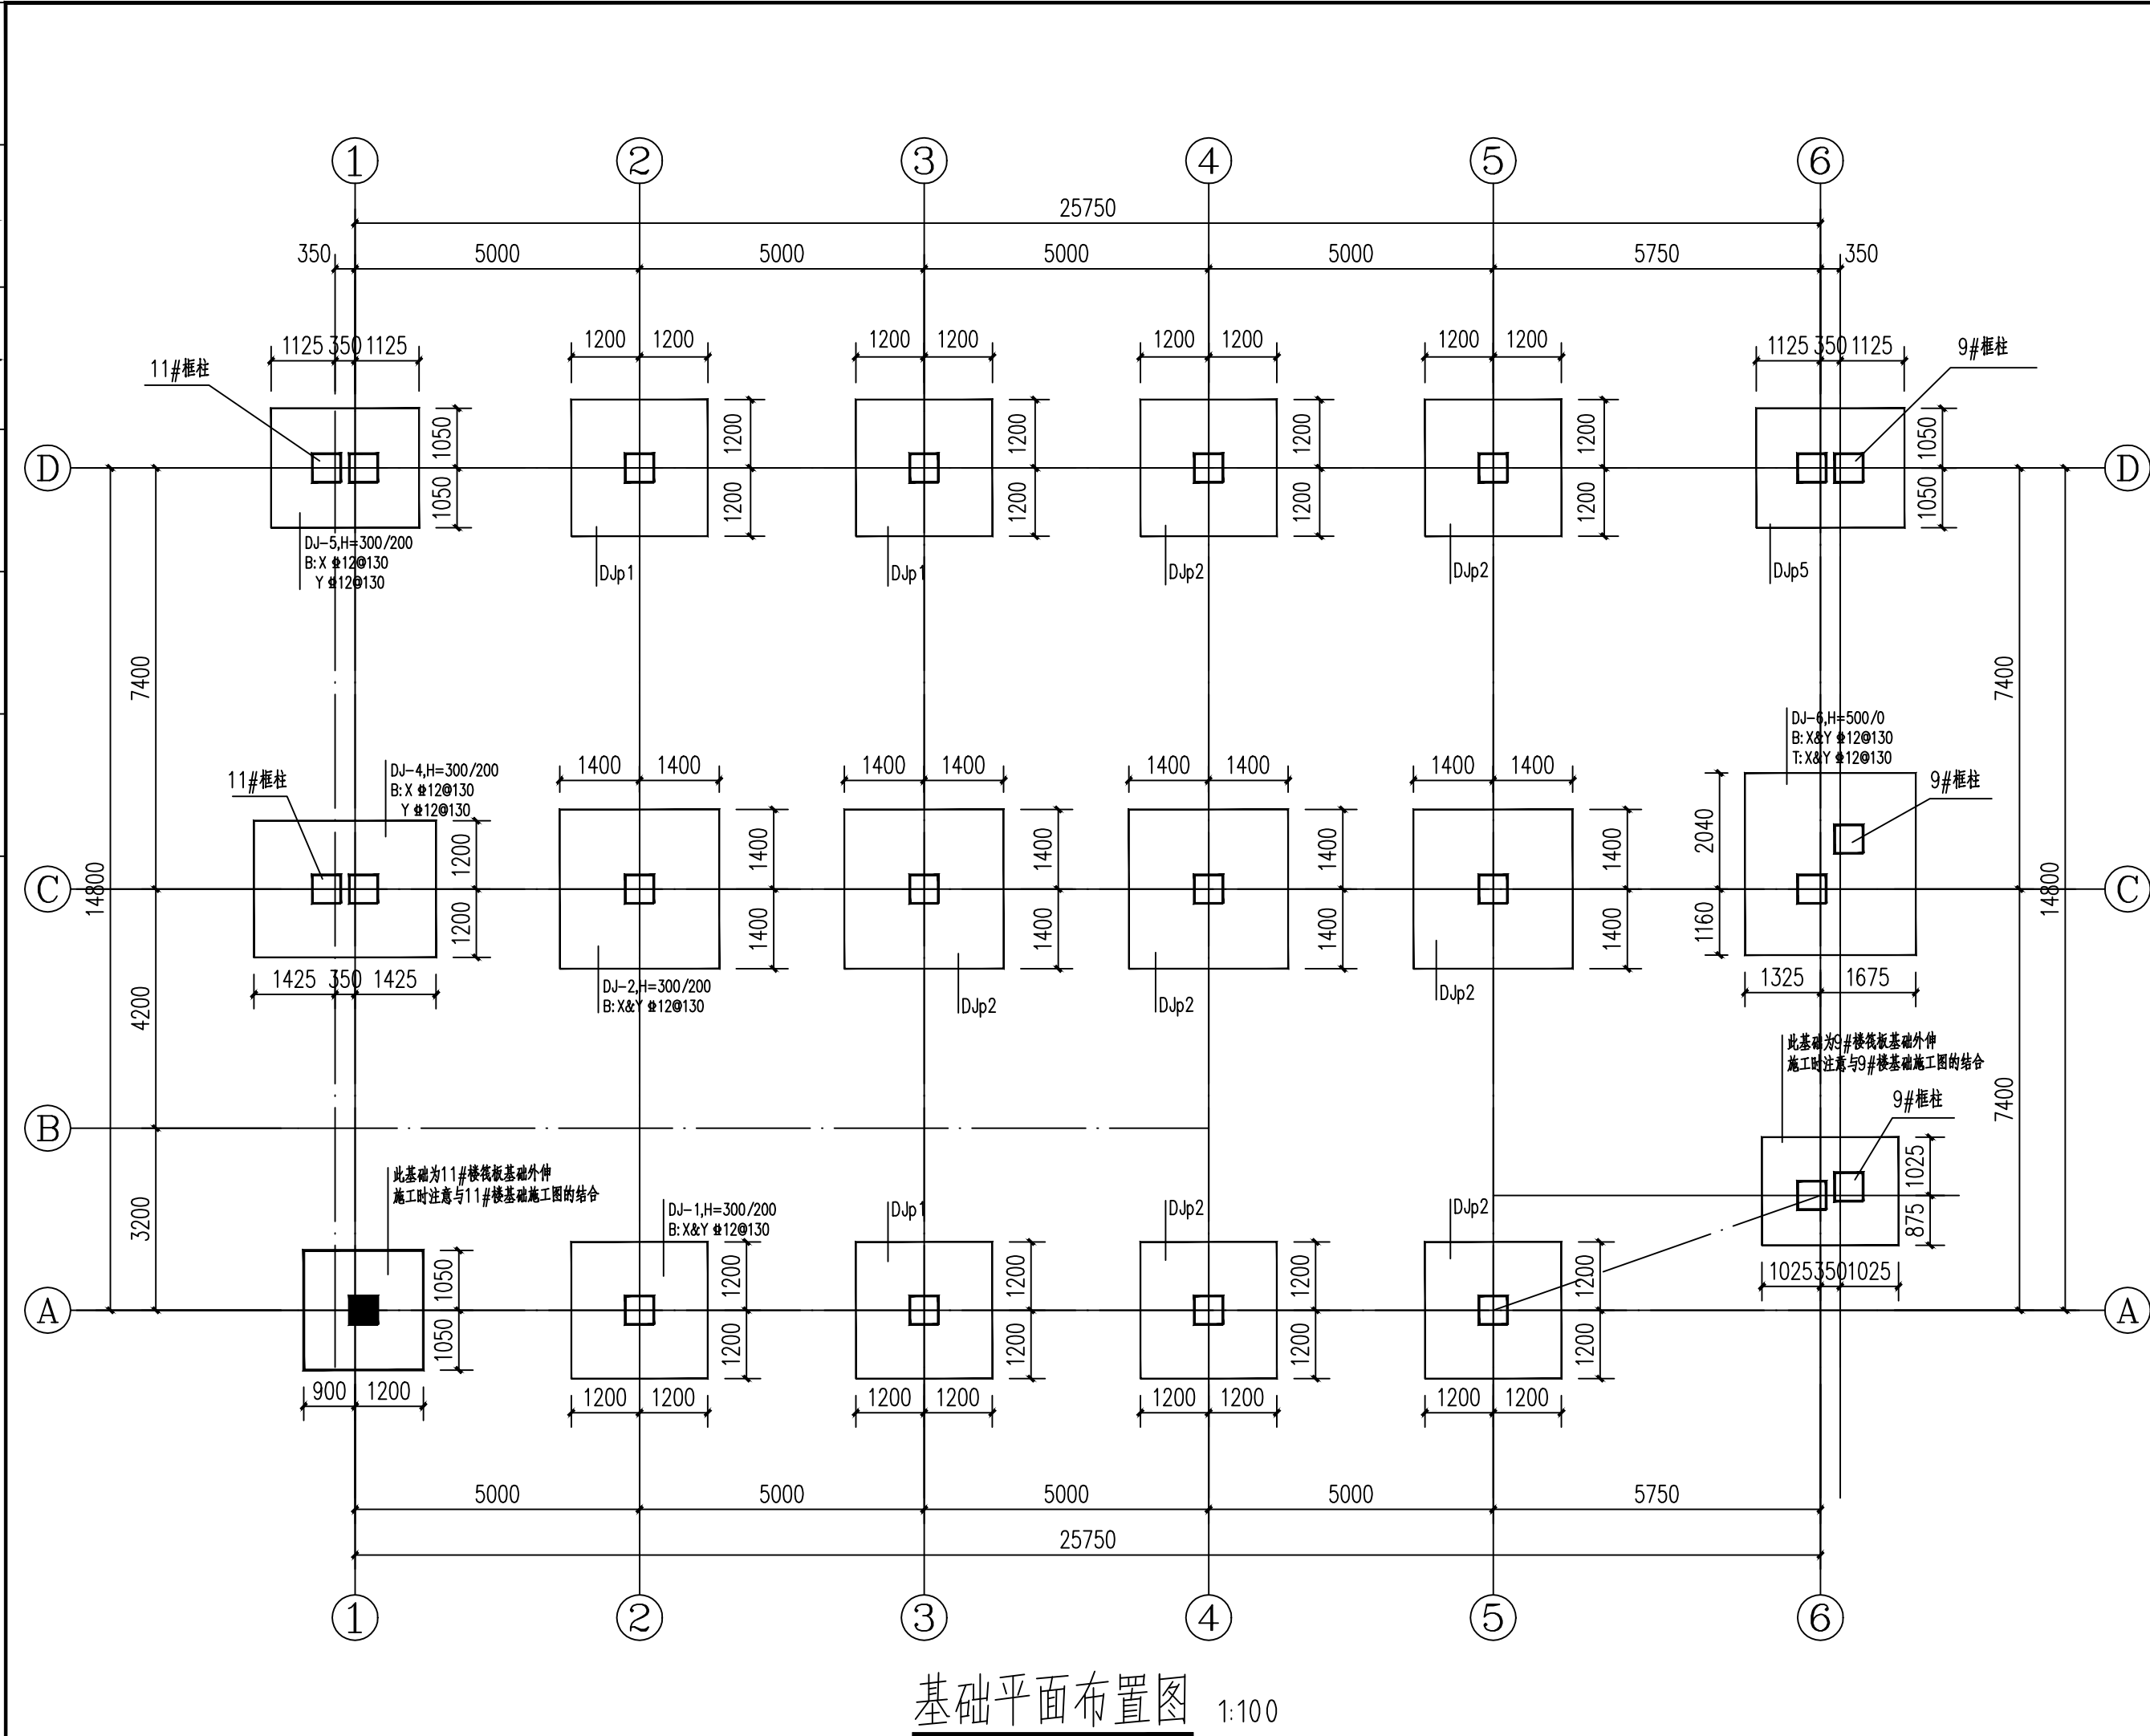 1 2 3 4 5 6
25750
350 5000 5000 5000 5000 5750 350
1125 350 1125
1200 1200
1200 1200
1200 1200
1200 1200
1125 350 1125
11#框柱
9#框柱
D
1050
1050
1200
1200
1200
1200
1200
1200
1200
1200
1050
1050
D
DJ-5,H=300/200
B:X Φ12@130
Y Φ12@130
DJp1
DJp1
DJp2
DJp2
DJp5
7400
7400
DJ-6,H=500/0
B:X&Y Φ12@130
T:X&Y Φ12@130
11#框柱
DJ-4,H=300/200
B:X Φ12@130
Y Φ12@130
1400 1400
1400 1400
1400 1400
1400 1400
9#框柱
C
14800
1200
1200
1400
1400
1400
1400
1400
1400
1400
1400
2040
1160
14800
C
1425 350 1425
1325 1675
DJ-2,H=300/200
B:X&Y Φ12@130
DJp2
DJp2
DJp2
4200
7400
此基础为9#楼筏板基础外伸
施工时注意与9#楼基础施工图的结合
9#框柱
B
1025
875
1025 350 1025
此基础为11#楼筏板基础外伸
施工时注意与11#楼基础施工图的结合
3200
DJ-1,H=300/200
B:X&Y Φ12@130
DJp1
DJp2
DJp2
A
1050
1050
1200
1200
1200
1200
1200
1200
1200
1200
A
900 1200
1200 1200
1200 1200
1200 1200
1200 1200
5000 5000 5000 5000 5750
25750
1 2 3 4 5 6
基础平面布置图 1:100